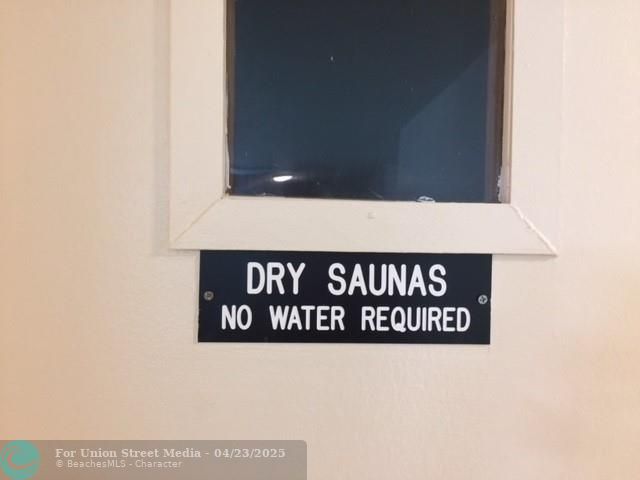 DRY SAUNAS
NO WATER REQUIRED
For Union Street Media - 04/23/2025
© BeachesMLS - Character